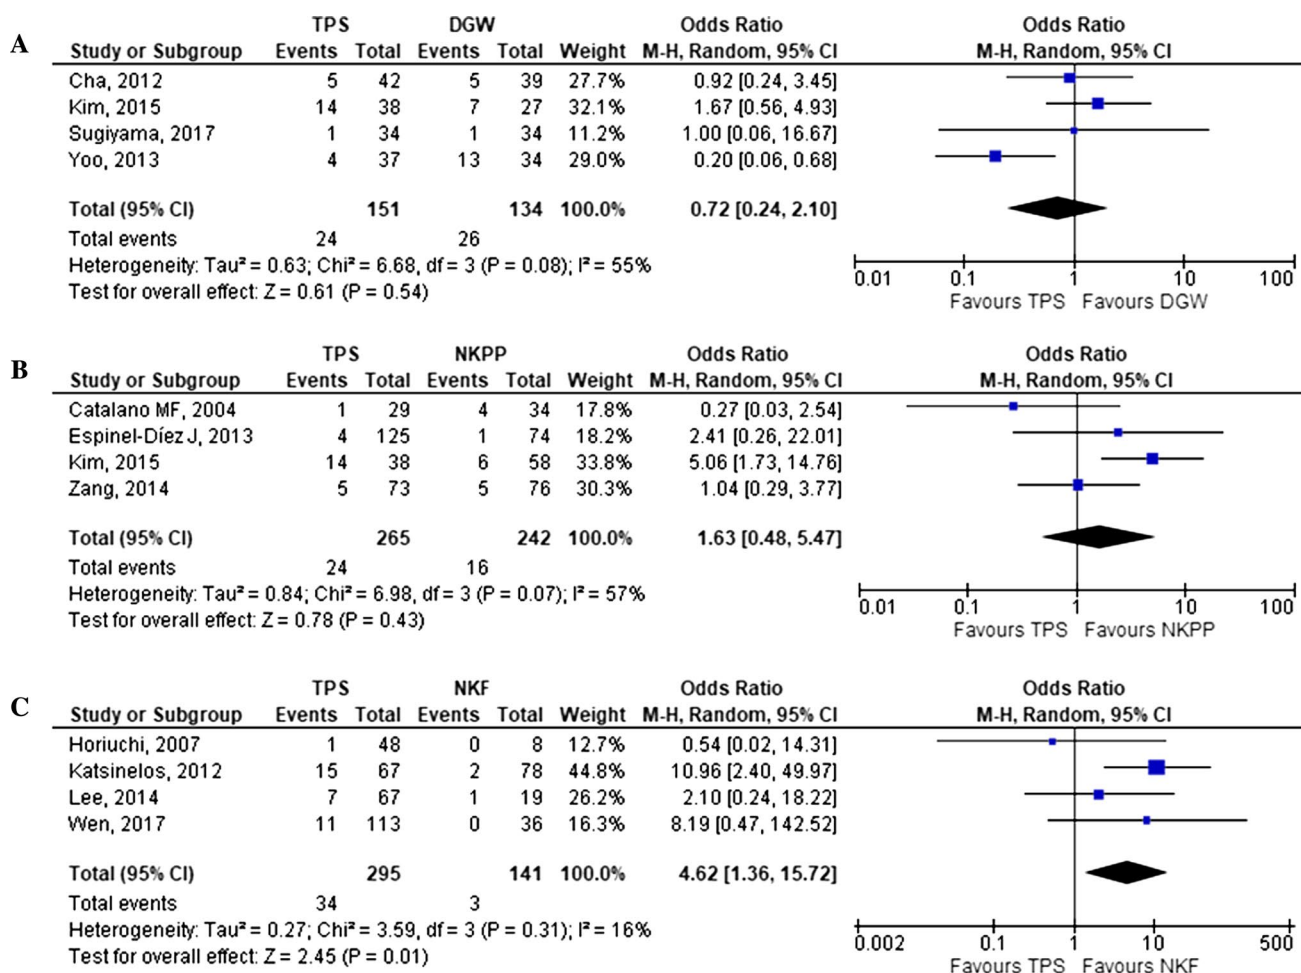 A
TPS DGW Odds Ratio Odds Ratio
Study or Subgroup Events Total Events Total Weight M-H, Random, 95% CI M-H, Random, 95% CI
Cha, 2012 5 42 5 39 27.7% 0.92 [0.24, 3.45]
Kim, 2015 14 38 7 27 32.1% 1.67 [0.56, 4.93]
Sugiyama, 2017 1 34 1 34 11.2% 1.00 [0.06, 16.67]
Yoo, 2013 4 37 13 34 29.0% 0.20 [0.06, 0.68]
Total (95% CI) 151 134 100.0% 0.72 [0.24, 2.10]
Total events 24 26
Heterogeneity: Tau² = 0.63; Chi² = 6.68, df = 3 (P = 0.08); I² = 55%
Test for overall effect: Z = 0.61 (P = 0.54)
0.01 0.1 1 10 100
Favours TPS Favours DGW
B
TPS NKPP Odds Ratio Odds Ratio
Study or Subgroup Events Total Events Total Weight M-H, Random, 95% CI M-H, Random, 95% CI
Catalano MF, 2004 1 29 4 34 17.8% 0.27 [0.03, 2.54]
Espinel-Díez J, 2013 4 125 1 74 18.2% 2.41 [0.26, 22.01]
Kim, 2015 14 38 6 58 33.8% 5.06 [1.73, 14.76]
Zang, 2014 5 73 5 76 30.3% 1.04 [0.29, 3.77]
Total (95% CI) 265 242 100.0% 1.63 [0.48, 5.47]
Total events 24 16
Heterogeneity: Tau² = 0.84; Chi² = 6.98, df = 3 (P = 0.07); I² = 57%
Test for overall effect: Z = 0.78 (P = 0.43)
0.01 0.1 1 10 100
Favours TPS Favours NKPP
C
TPS NKF Odds Ratio Odds Ratio
Study or Subgroup Events Total Events Total Weight M-H, Random, 95% CI M-H, Random, 95% CI
Horiuchi, 2007 1 48 0 8 12.7% 0.54 [0.02, 14.31]
Katsinelos, 2012 15 67 2 78 44.8% 10.96 [2.40, 49.97]
Lee, 2014 7 67 1 19 26.2% 2.10 [0.24, 18.22]
Wen, 2017 11 113 0 36 16.3% 8.19 [0.47, 142.52]
Total (95% CI) 295 141 100.0% 4.62 [1.36, 15.72]
Total events 34 3
Heterogeneity: Tau² = 0.27; Chi² = 3.59, df = 3 (P = 0.31); I² = 16%
Test for overall effect: Z = 2.45 (P = 0.01)
0.002 0.1 1 10 500
Favours TPS Favours NKF